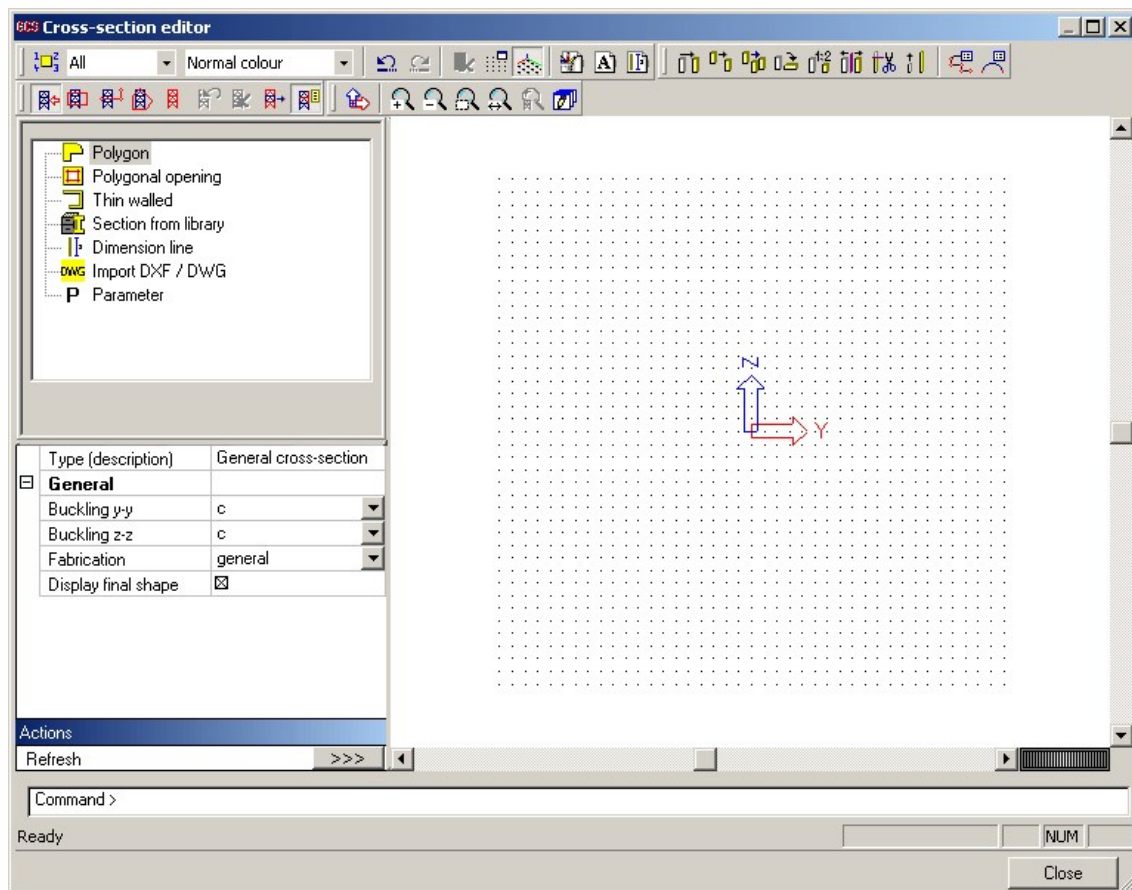 GCS Cross-section editor
All
Normal colour
Polygon
Polygonal opening
Thin walled
Section from library
Dimension line
DWG Import DXF / DWG
P Parameter
Type (description) General cross-section
General
Buckling y-y c
Buckling z-z c
Fabrication general
Display final shape
Actions
Refresh >>>
Z
Y
Command >
Ready
NUM
Close